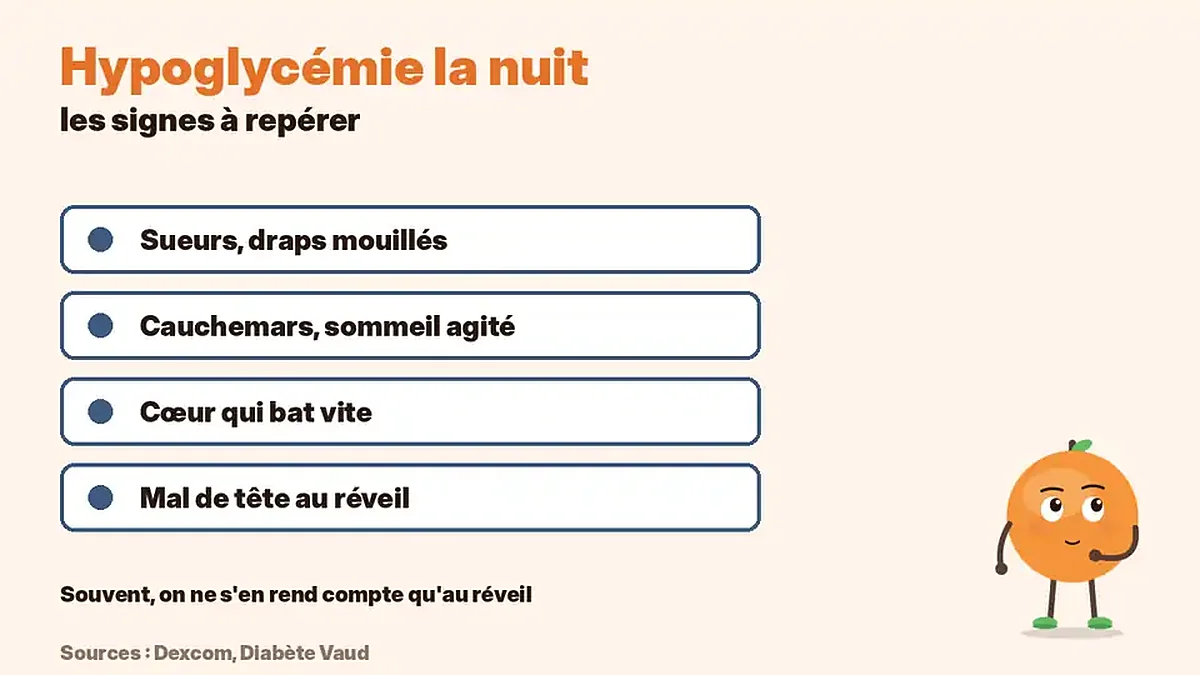 Hypoglycémie la nuit
les signes à repérer
Sueurs, draps mouillés
Cauchemars, sommeil agité
Cœur qui bat vite
Mal de tête au réveil
Souvent, on ne s'en rend compte qu'au réveil
Sources : Dexcom, Diabète Vaud